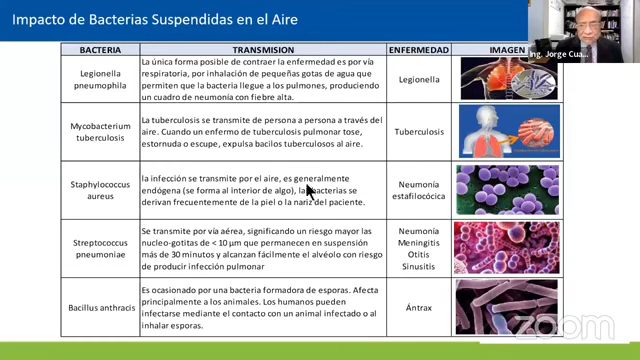 Impacto de Bacterias Suspendidas en el Aire
Ing. Jorge Cua...
BACTERIA TRANSMISION ENFERMEDAD IMAGEN
Legionella
pneumophila
La única forma posible de contraer la enfermedad es por vía
respiratoria, por inhalación de pequeñas gotas de agua que
permiten que la bacteria llegue a los pulmones, produciendo
un cuadro de neumonía con fiebre alta.
Legionella
Mycobacterium
tuberculosis
La tuberculosis se transmite de persona a persona a través del
aire. Cuando un enfermo de tuberculosis pulmonar tose,
estornuda o escupe, expulsa bacilos tuberculosos al aire.
Tuberculosis
Staphylococcus
aureus
la infección se transmite por el aire, es generalmente
endógena (se forma al interior de algo), las bacterias se
derivan frecuentemente de la piel o la nariz del paciente.
Neumonía
estafilocócica
Streptococcus
pneumoniae
Se transmite por vía aérea, significando un riesgo mayor las
nucleo-gotitas de < 10 µm que permanecen en suspensión
más de 30 minutos y alcanzan fácilmente el alvéolo con riesgo
de producir infección pulmonar
Neumonía
Meningitis
Otitis
Sinusitis
Bacillus anthracis
Es ocasionado por una bacteria formadora de esporas. Afecta
principalmente a los animales. Los humanos pueden
infectarse mediante el contacto con un animal infectado o al
inhalar esporas.
Ántrax
zoom